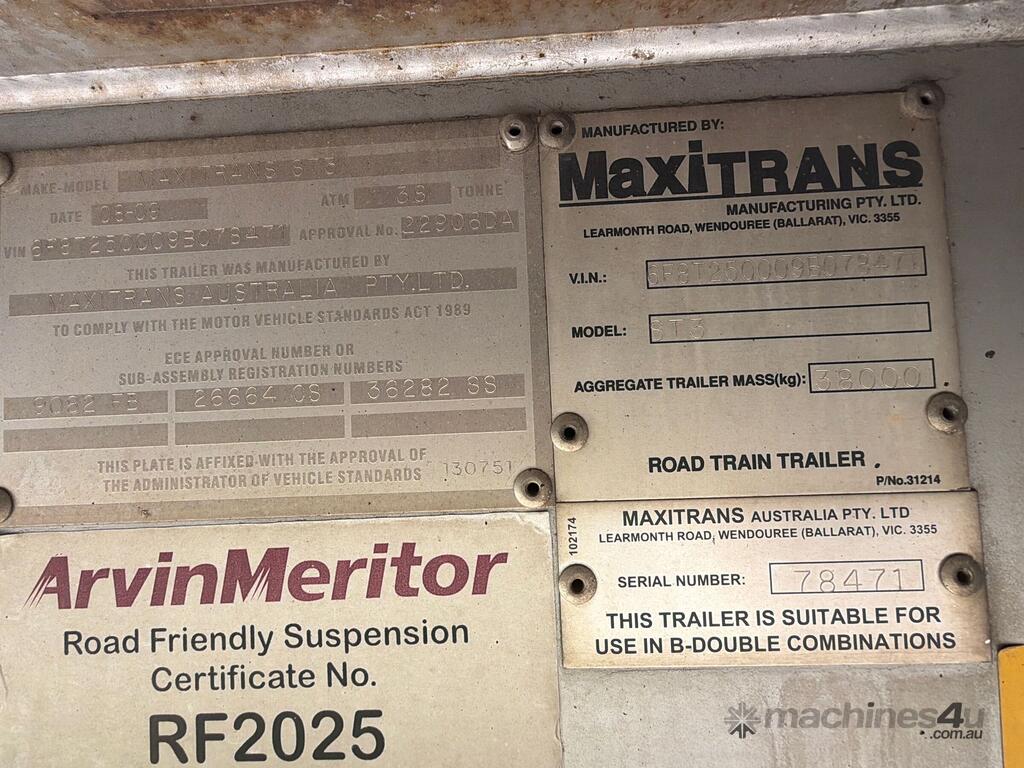 MAKE-MODEL MAXITRANS ST3
DATE 08-09 ATM 38 TONNE
VIN 6F8T250009B078471 APPROVAL No. 22906DA
THIS TRAILER WAS MANUFACTURED BY
MAXITRANS AUSTRALIA PTY.LTD.
TO COMPLY WITH THE MOTOR VEHICLE STANDARDS ACT 1989
ECE APPROVAL NUMBER OR
SUB-ASSEMBLY REGISTRATION NUMBERS
9082 FB 26664 CS 36282 SS
THIS PLATE IS AFFIXED WITH THE APPROVAL OF
THE ADMINISTRATOR OF VEHICLE STANDARDS 130751
MANUFACTURED BY:
MaxiTRANS
MANUFACTURING PTY. LTD.
LEARMONTH ROAD, WENDOUREE (BALLARAT), VIC. 3355
V.I.N.: 6F8T250009B078471
MODEL: ST3
AGGREGATE TRAILER MASS(kg): 38000
ROAD TRAIN TRAILER
P/No.31214
102174
MAXITRANS AUSTRALIA PTY. LTD
LEARMONTH ROAD, WENDOUREE (BALLARAT), VIC. 3355
SERIAL NUMBER: 78471
THIS TRAILER IS SUITABLE FOR
USE IN B-DOUBLE COMBINATIONS
ArvinMeritor
Road Friendly Suspension
Certificate No.
RF2025
machines4u
.com.au